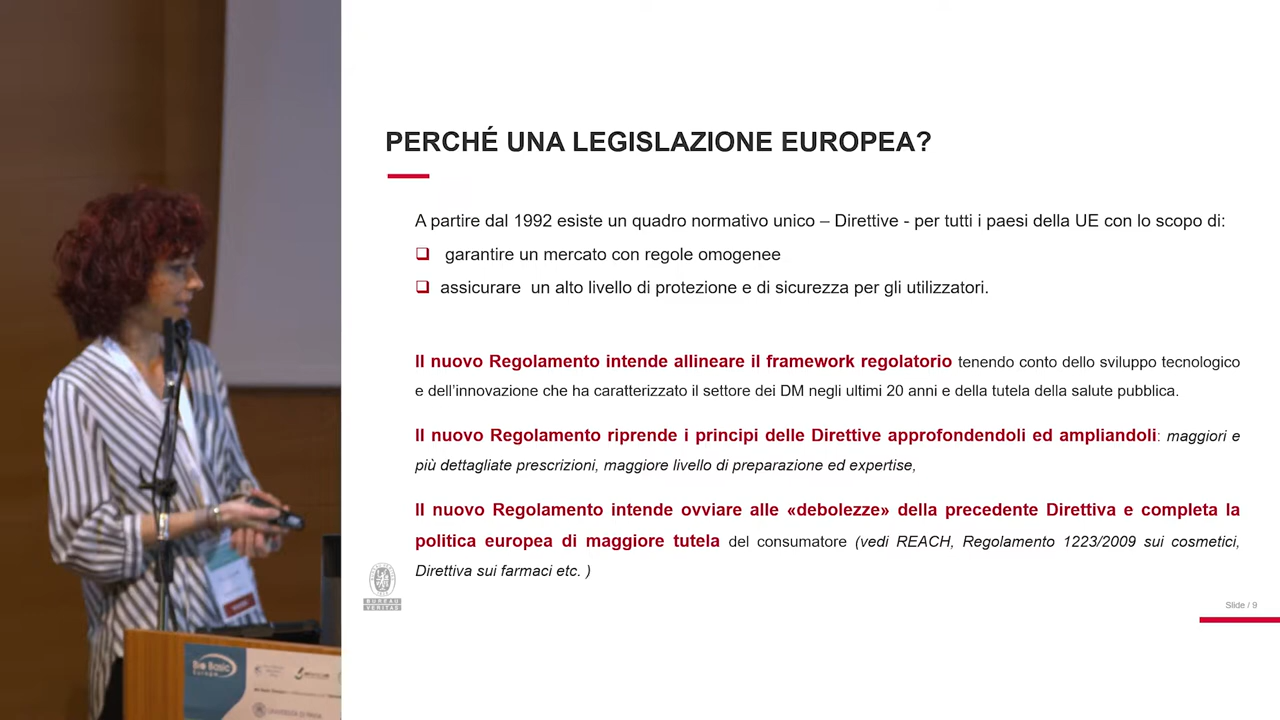 PERCHÉ UNA LEGISLAZIONE EUROPEA?
A partire dal 1992 esiste un quadro normativo unico – Direttive - per tutti i paesi della UE con lo scopo di:
garantire un mercato con regole omogenee
assicurare un alto livello di protezione e di sicurezza per gli utilizzatori.
Il nuovo Regolamento intende allineare il framework regolatorio tenendo conto dello sviluppo tecnologico
e dell'innovazione che ha caratterizzato il settore dei DM negli ultimi 20 anni e della tutela della salute pubblica.
Il nuovo Regolamento riprende i principi delle Direttive approfondendoli ed ampliandoli: maggiori e
più dettagliate prescrizioni, maggiore livello di preparazione ed expertise,
Il nuovo Regolamento intende ovviare alle «debolezze» della precedente Direttiva e completa la
politica europea di maggiore tutela del consumatore (vedi REACH, Regolamento 1223/2009 sui cosmetici,
Direttiva sui farmaci etc. )
BUREAU
VERITAS
Slide / 9
Bio Basic
Europe